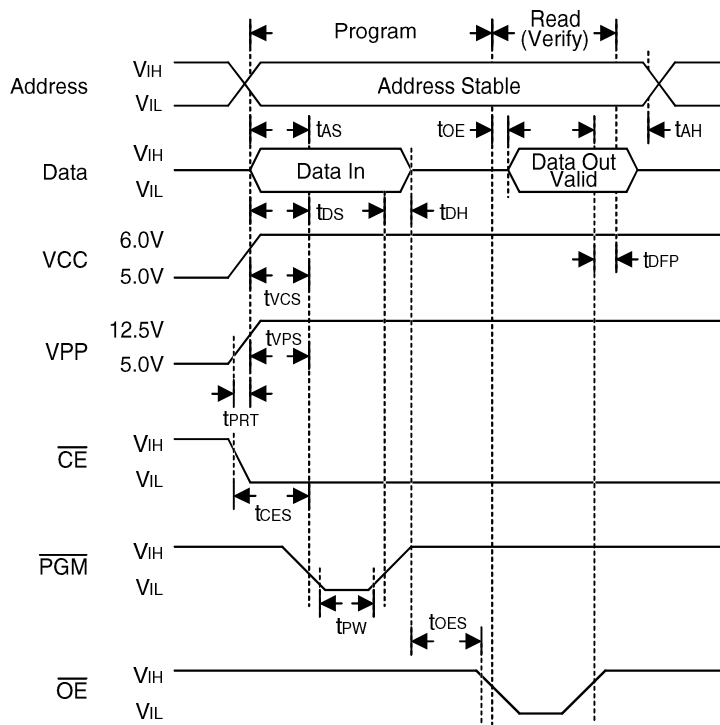 Program
Read
(Verify)
Address
VIH
VIL
Address Stable
tAS
tOE
tAH
Data
VIH
VIL
Data In
Data Out
Valid
tDS
tDH
VCC
6.0V
5.0V
tVCS
tDFP
VPP
12.5V
5.0V
tVPS
tPRT
CE
VIH
VIL
tCES
PGM
VIH
VIL
tPW
tOES
OE
VIH
VIL